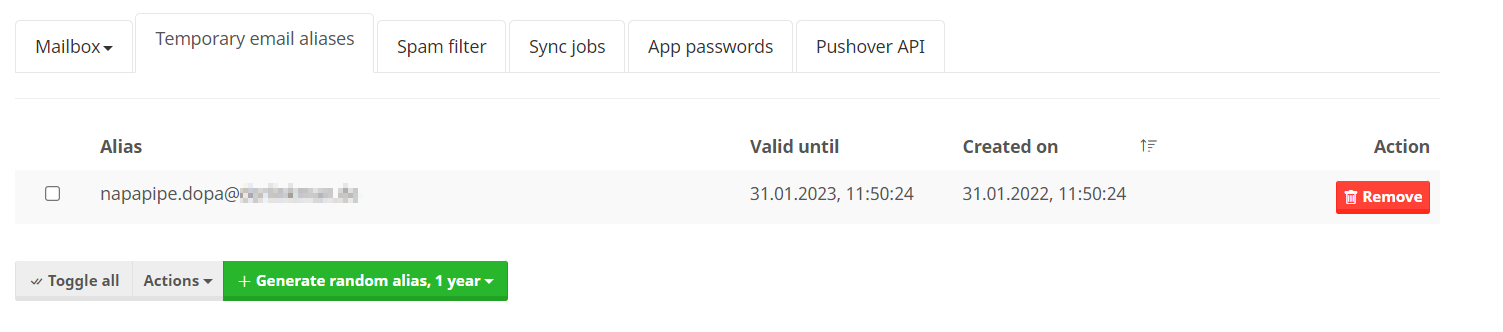 Mailbox
Temporary email aliases
Spam filter
Sync jobs
App passwords
Pushover API
Alias Valid until Created on Action
napapipe.dopa@ 31.01.2023, 11:50:24 31.01.2022, 11:50:24 Remove
Toggle all Actions + Generate random alias, 1 year